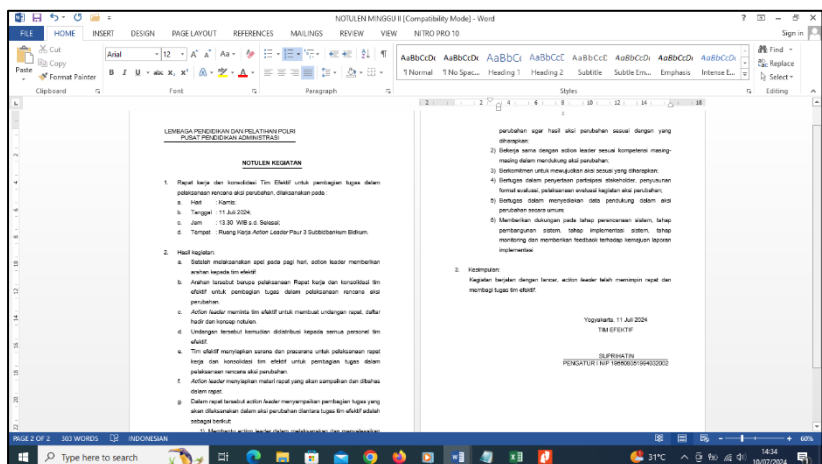 NOTULEN MINGGU II [Compatibility Mode] - Word
FILE HOME INSERT DESIGN PAGE LAYOUT REFERENCES MAILINGS REVIEW VIEW NITRO PRO 10 Sign in
Cut
Copy
Format Painter
Paste
Arial 12
Find
Replace
Select
AaBbCcDc AaBbCcDc AaBbCc AaBbCcC AaBbCcC AaBbCcDt AaBbCcDt AaBbCcDt
¶ Normal ¶ No Spac... Heading 1 Heading 2 Subtitle Subtle Em... Emphasis Intense E...
Clipboard Font Paragraph Styles Editing
LEMBAGA PENDIDIKAN DAN PELATIHAN POLRI
PUSAT PENDIDIKAN ADMINISTRASI
NOTULEN KEGIATAN
1. Rapat kerja dan konsolidasi Tim Efektif untuk pembagian tugas dalam
pelaksanaan rencana aksi perubahan, dilaksanakan pada :
a. Hari : Kamis;
b. Tanggal : 11 Juli 2024;
c. Jam : 13.30 WIB s.d. Selesai;
d. Tempat : Ruang Kerja Action Leader Paur 3 Subbidbankum Bidkum.
2. Hasil kegiatan:
a. Setelah melaksanakan apel pada pagi hari, action leader memberikan
arahan kepada tim efektif
b. Arahan tersebut berupa pelaksanaan Rapat kerja dan konsolidasi tim
efektif untuk pembagian tugas dalam pelaksanaan rencana aksi
perubahan.
c. Action leader meminta tim efektif untuk membuat undangan rapat, daftar
hadir dan konsep notulen.
d. Undangan tersebut kemudian didistribusi kepada semua personel tim
efektif.
e. Tim efektif menyiapkan sarana dan prasarana untuk pelaksanaan rapat
kerja dan konsolidasi tim efektif untuk pembagian tugas dalam
pelaksanaan rencana aksi perubahan.
f. Action leader menyiapkan materi rapat yang akan sampaikan dan dibahas
dalam rapat.
g. Dalam rapat tersebut action leader menyampaikan pembagian tugas yang
akan dilaksanakan dalam aksi perubahan diantara tugas tim efektif adalah
sebagai berikut:
1) Membantu action leader dalam melaksanakan dan menyelesaikan
perubahan agar hasil aksi perubahan sesuai dengan yang
diharapkan;
2) Bekerja sama dengan action leader sesuai kompetensi masing-
masing dalam mendukung aksi perubahan;
3) Berkomitmen untuk mewujudkan aksi sesuai yang diharapkan;
4) Bertugas dalam penyertaan partisipasi stakeholder, penyusunan
format evaluasi, pelaksanaan evaluasi kegiatan aksi perubahan;
5) Bertugas dalam menyediakan data pendukung dalam aksi
perubahan secara umum;
6) Memberikan dukungan pada tahap perencanaan sistem, tahap
pembangunan sistem, tahap implementasi sistem, tahap
monitoring dan memberikan feedback terhadap kemajuan laporan
implementasi
3. Kesimpulan:
Kegiatan berjalan dengan lancar, action leader telah memimpin rapat dan
membagi tugas tim efektif.
Yogyakarta, 11 Juli 2024
TIM EFEKTIF
SUPRIHATIN
PENGATUR I NIP
PAGE 2 OF 2 303 WORDS INDONESIAN 60%
Type here to search
31°C
14:34
10/07/2024